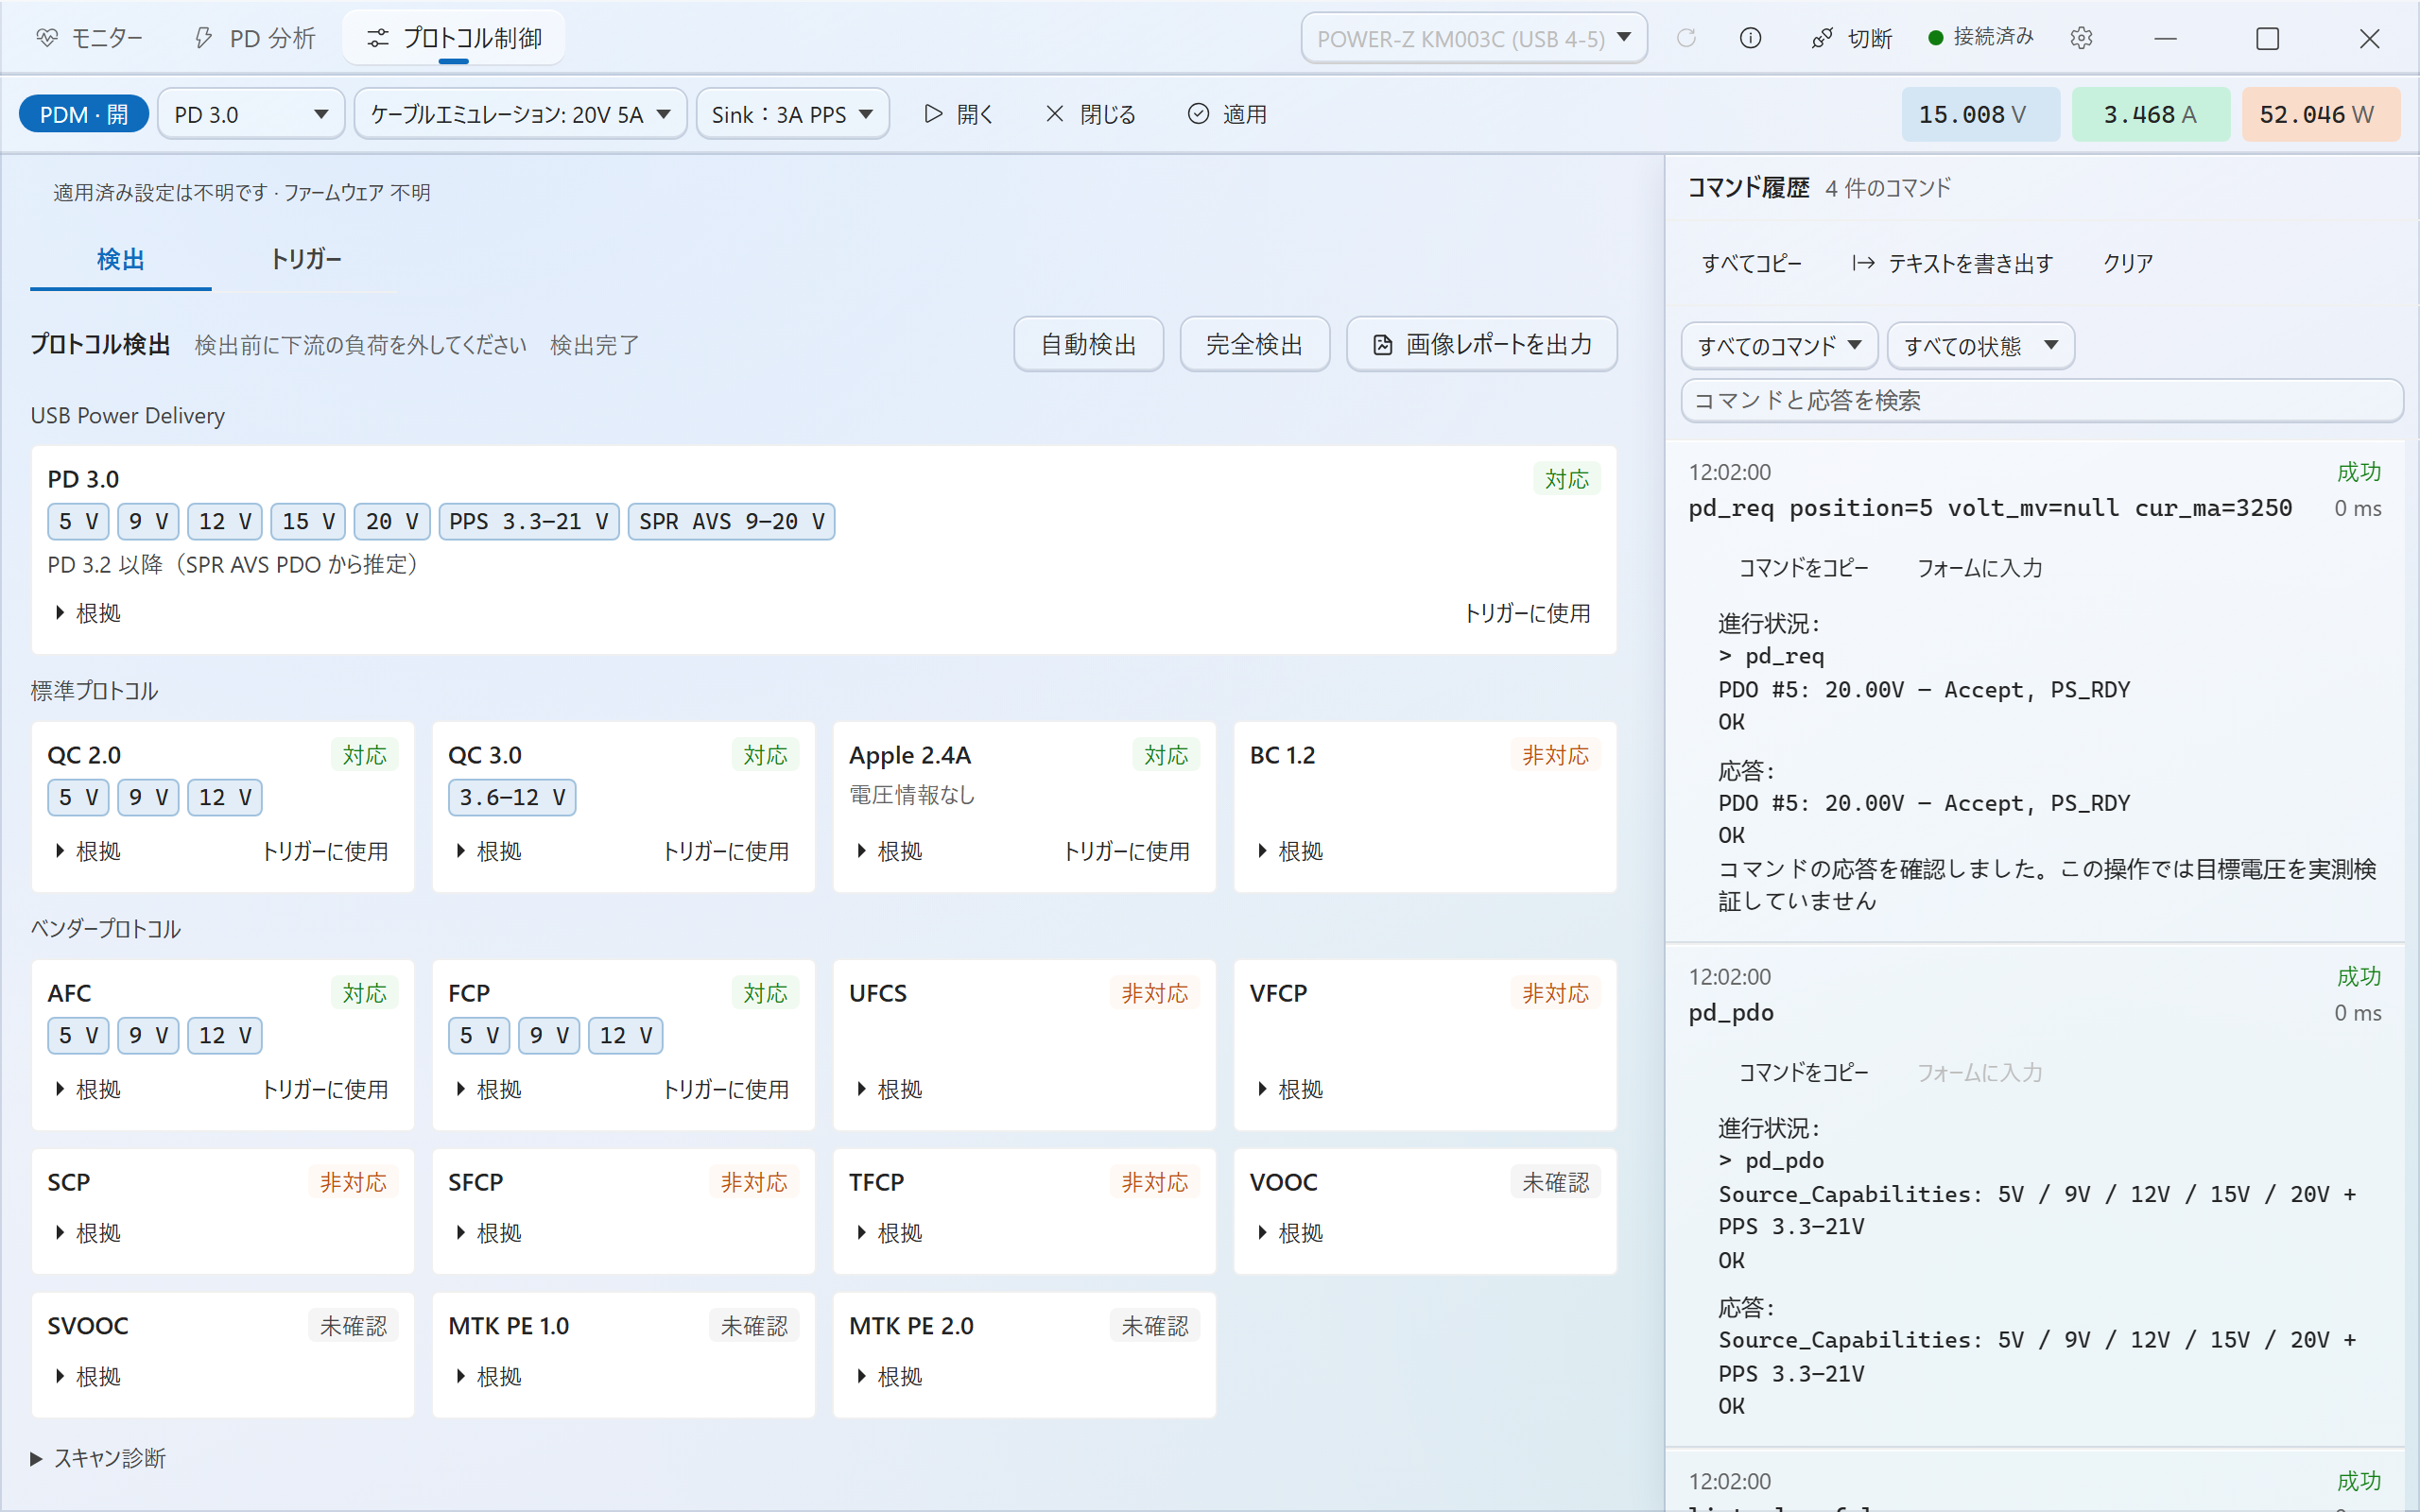 モニター
PD 分析
プロトコル制御
POWER-Z KM003C (USB 4-5)
切断
接続済み
PDM · 開
PD 3.0
ケーブルエミュレーション: 20V 5A
Sink：3A PPS
開く
閉じる
適用
15.008 V
3.468 A
52.046 W
適用済み設定は不明です · ファームウェア 不明
検出
トリガー
プロトコル検出 検出前に下流の負荷を外してください 検出完了
自動検出
完全検出
画像レポートを出力
USB Power Delivery
PD 3.0
対応
5 V
9 V
12 V
15 V
20 V
PPS 3.3–21 V
SPR AVS 9–20 V
PD 3.2 以降（SPR AVS PDO から推定）
根拠
トリガーに使用
標準プロトコル
QC 2.0
対応
5 V
9 V
12 V
根拠
トリガーに使用
QC 3.0
対応
3.6–12 V
根拠
トリガーに使用
Apple 2.4A
対応
電圧情報なし
根拠
トリガーに使用
BC 1.2
非対応
根拠
ベンダープロトコル
AFC
対応
5 V
9 V
12 V
根拠
トリガーに使用
FCP
対応
5 V
9 V
12 V
根拠
トリガーに使用
UFCS
非対応
根拠
VFCP
非対応
根拠
SCP
非対応
根拠
SFCP
非対応
根拠
TFCP
非対応
根拠
VOOC
未確認
根拠
SVOOC
未確認
根拠
MTK PE 1.0
未確認
根拠
MTK PE 2.0
未確認
根拠
スキャン診断
コマンド履歴 4 件のコマンド
すべてコピー
テキストを書き出す
クリア
すべてのコマンド
すべての状態
コマンドと応答を検索
12:02:00
成功
pd_req position=5 volt_mv=null cur_ma=3250
0 ms
コマンドをコピー
フォームに入力
進行状況:
> pd_req
PDO #5: 20.00V — Accept, PS_RDY
OK
応答:
PDO #5: 20.00V — Accept, PS_RDY
OK
コマンドの応答を確認しました。この操作では目標電圧を実測検
証していません
12:02:00
成功
pd_pdo
0 ms
コマンドをコピー
フォームに入力
進行状況:
> pd_pdo
Source_Capabilities: 5V / 9V / 12V / 15V / 20V +
PPS 3.3–21V
OK
応答:
Source_Capabilities: 5V / 9V / 12V / 15V / 20V +
PPS 3.3–21V
OK
12:02:00
成功